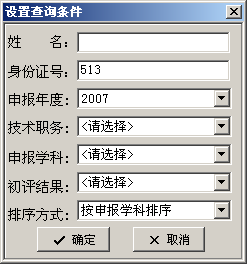 设置查询条件
姓　　名：
身份证号：513
申报年度：2007
技术职务：<请选择>
申报学科：<请选择>
初评结果：<请选择>
排序方式：按申报学科排序
确定　取消